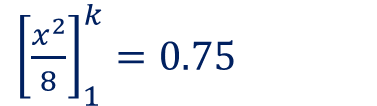 [x²/8]₁ᵏ = 0.75